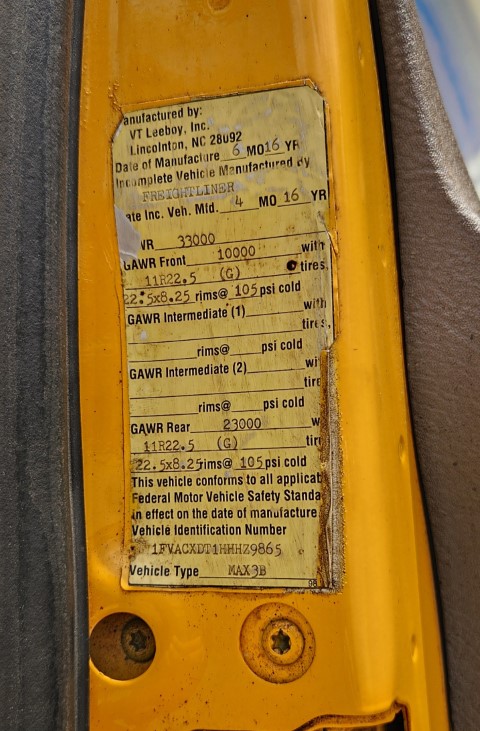 anufactured by:
VT Leeboy, Inc.
Lincolnton, NC 28092
Date of Manufacture 6 MO 16 YR
Incomplete Vehicle Manufactured by
FREIGHTLINER
ate Inc. Veh. Mfd. 4 MO 16 YR
VR 33000
GAWR Front 10000 with
11R22.5 (G) tires,
22.5x8.25 rims@ 105 psi cold
GAWR Intermediate (1) with
tires,
rims@ psi cold
GAWR Intermediate (2) wi
tire
rims@ psi cold
GAWR Rear 23000 w
11R22.5 (G) tir
22.5x8.25 rims@ 105 psi cold
This vehicle conforms to all applicat
Federal Motor Vehicle Safety Standa
in effect on the date of manufacture
Vehicle Identification Number
1FVACXDT1HHHZ9865
Vehicle Type MAX3B